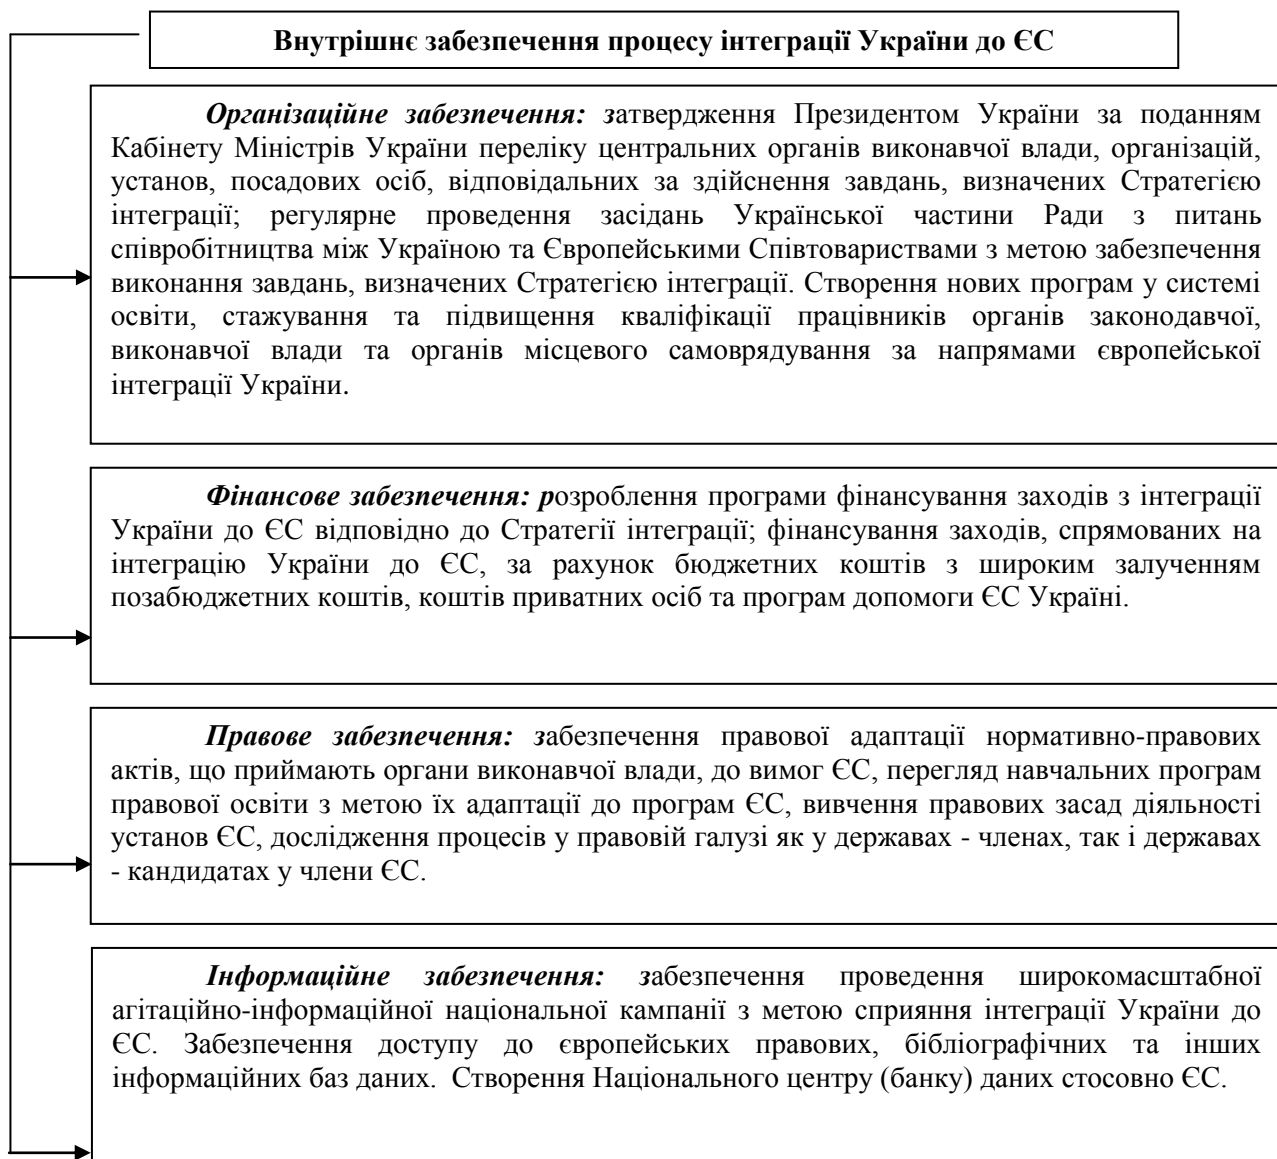 Внутрішнє забезпечення процесу інтеграції України до ЄС
Організаційне забезпечення: затвердження Президентом України за поданням
Кабінету Міністрів України переліку центральних органів виконавчої влади, організацій,
установ, посадових осіб, відповідальних за здійснення завдань, визначених Стратегією
інтеграції; регулярне проведення засідань Української частини Ради з питань
співробітництва між Україною та Європейськими Співтовариствами з метою забезпечення
виконання завдань, визначених Стратегією інтеграції. Створення нових програм у системі
освіти, стажування та підвищення кваліфікації працівників органів законодавчої,
виконавчої влади та органів місцевого самоврядування за напрямами європейської
інтеграції України.
Фінансове забезпечення: розроблення програми фінансування заходів з інтеграції
України до ЄС відповідно до Стратегії інтеграції; фінансування заходів, спрямованих на
інтеграцію України до ЄС, за рахунок бюджетних коштів з широким залученням
позабюджетних коштів, коштів приватних осіб та програм допомоги ЄС Україні.
Правове забезпечення: забезпечення правової адаптації нормативно-правових
актів, що приймають органи виконавчої влади, до вимог ЄС, перегляд навчальних програм
правової освіти з метою їх адаптації до програм ЄС, вивчення правових засад діяльності
установ ЄС, дослідження процесів у правовій галузі як у державах - членах, так і державах
- кандидатах у члени ЄС.
Інформаційне забезпечення: забезпечення проведення широкомасштабної
агітаційно-інформаційної національної кампанії з метою сприяння інтеграції України до
ЄС. Забезпечення доступу до європейських правових, бібліографічних та інших
інформаційних баз даних. Створення Національного центру (банку) даних стосовно ЄС.